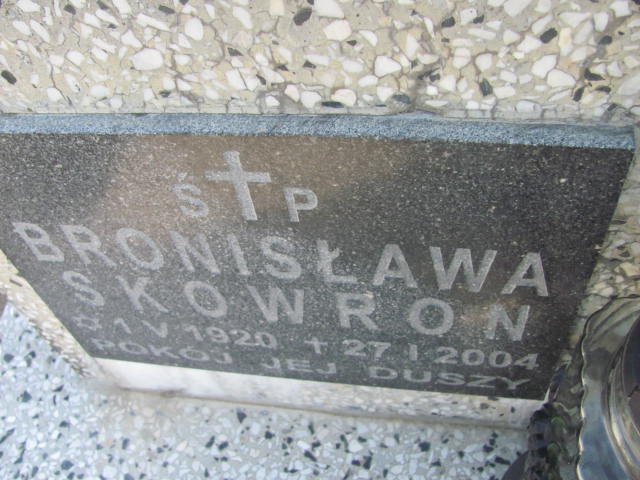 Ś P
BRONISŁAWA
SKOWRON
☆ 1 V 1920 + 27 I 2004
POKÓJ JEJ DUSZY